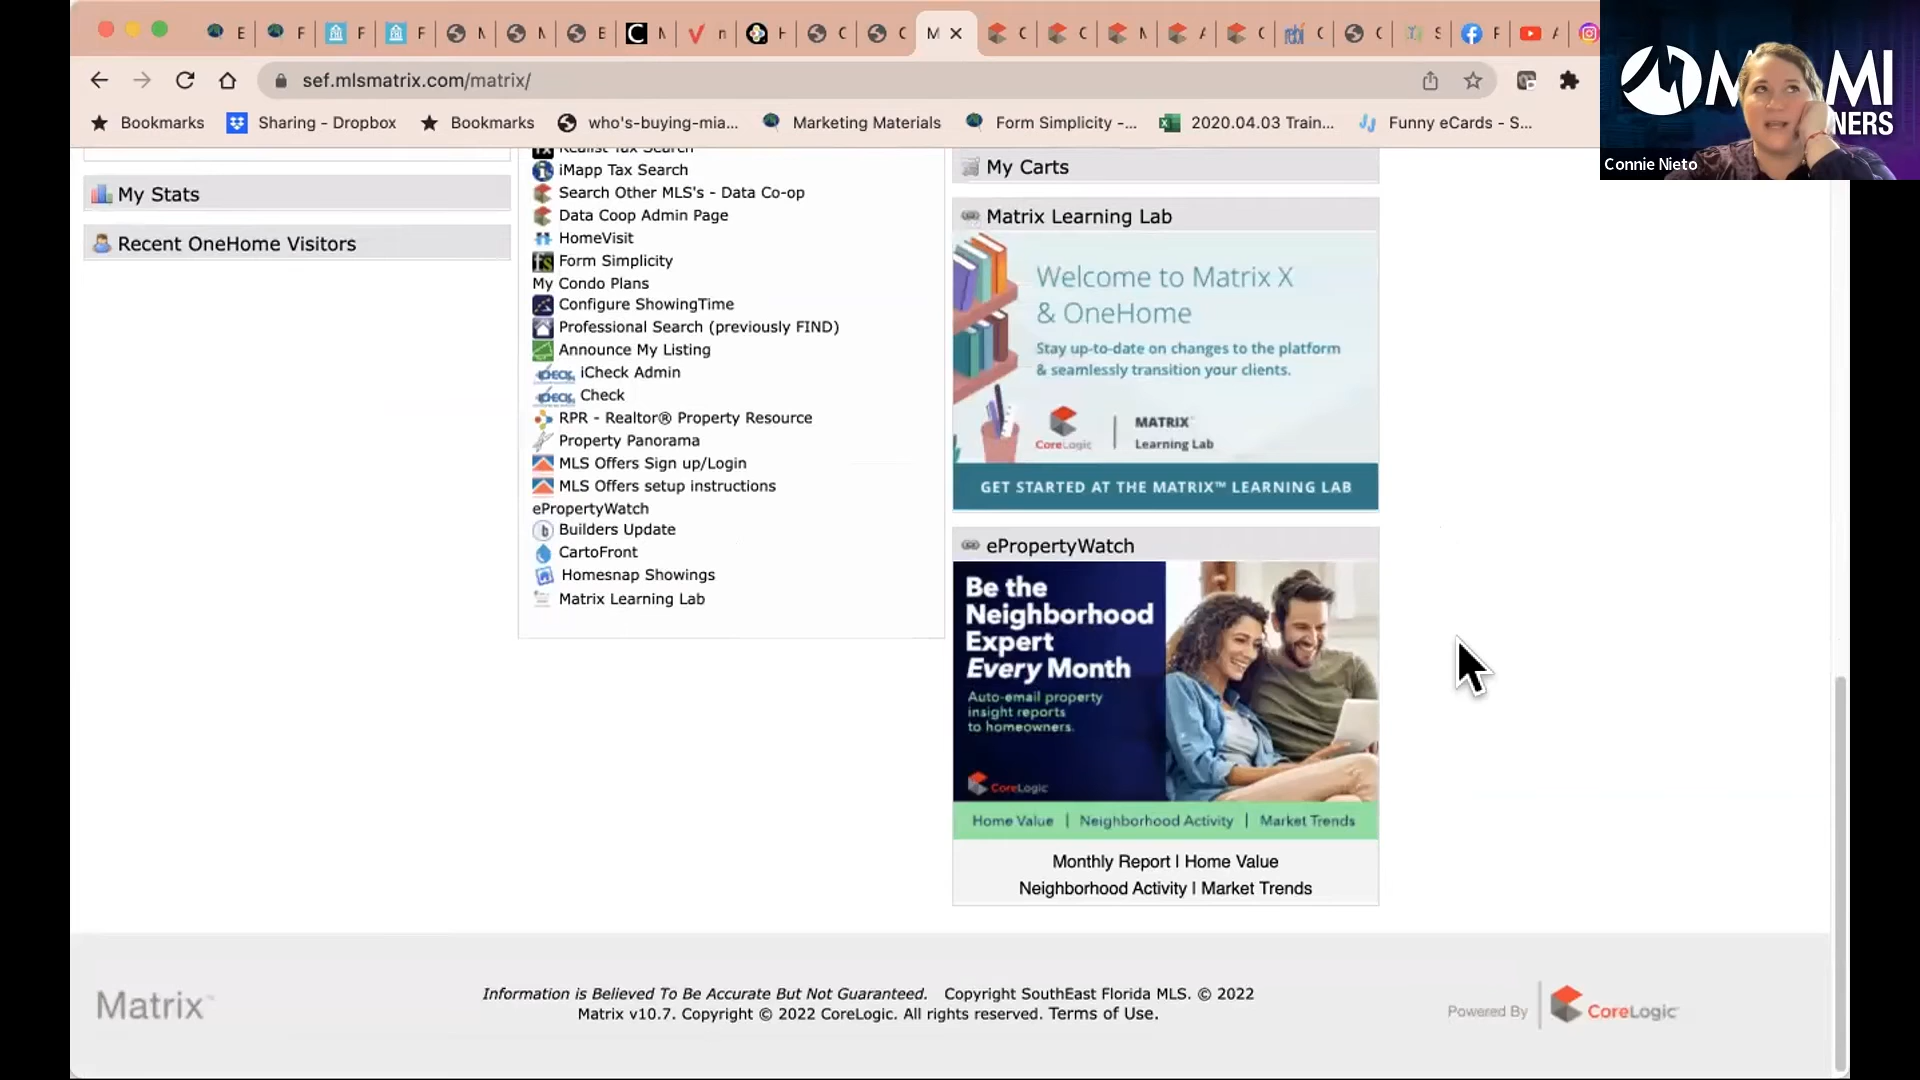 E
F
F
F
M
M
E
M
n
H
C
C
M
C
C
M
A
C
rebi C
C
S
F
A
sef.mlsmatrix.com/matrix/
Bookmarks
Sharing - Dropbox
Bookmarks
who's-buying-mia...
Marketing Materials
Form Simplicity -...
2020.04.03 Train...
Funny eCards - S...
Connie Nieto
My Stats
Recent OneHome Visitors
Realist Tax Search
iMapp Tax Search
Search Other MLS's - Data Co-op
Data Coop Admin Page
HomeVisit
Form Simplicity
My Condo Plans
Configure ShowingTime
Professional Search (previously FIND)
Announce My Listing
iCheck Admin
Check
RPR - Realtor® Property Resource
Property Panorama
MLS Offers Sign up/Login
MLS Offers setup instructions
ePropertyWatch
Builders Update
CartoFront
Homesnap Showings
Matrix Learning Lab
My Carts
Matrix Learning Lab
Welcome to Matrix X
& OneHome
Stay up-to-date on changes to the platform
& seamlessly transition your clients.
CoreLogic
MATRIX™
Learning Lab
GET STARTED AT THE MATRIX™ LEARNING LAB
ePropertyWatch
Be the
Neighborhood
Expert
Every Month
Auto-email property
insight reports
to homeowners.
CoreLogic
Home Value | Neighborhood Activity | Market Trends
Monthly Report | Home Value
Neighborhood Activity | Market Trends
Matrix™
Information is Believed To Be Accurate But Not Guaranteed. Copyright SouthEast Florida MLS. © 2022
Matrix v10.7. Copyright © 2022 CoreLogic. All rights reserved. Terms of Use.
Powered By
CoreLogic